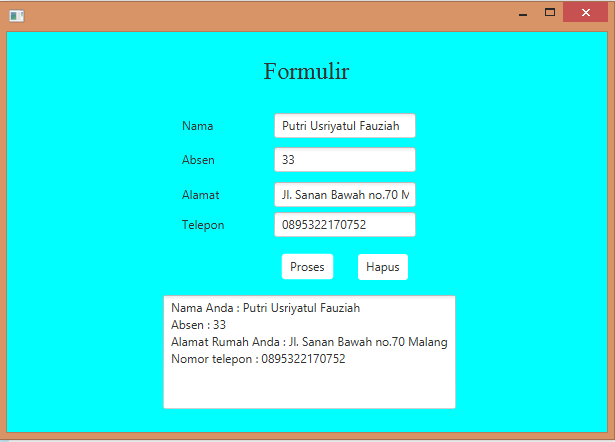 Formulir
Nama Putri Usriyatul Fauziah
Absen 33
Alamat Jl. Sanan Bawah no.70 M
Telepon 0895322170752
Proses Hapus
Nama Anda : Putri Usriyatul Fauziah
Absen : 33
Alamat Rumah Anda : Jl. Sanan Bawah no.70 Malang
Nomor telepon : 0895322170752